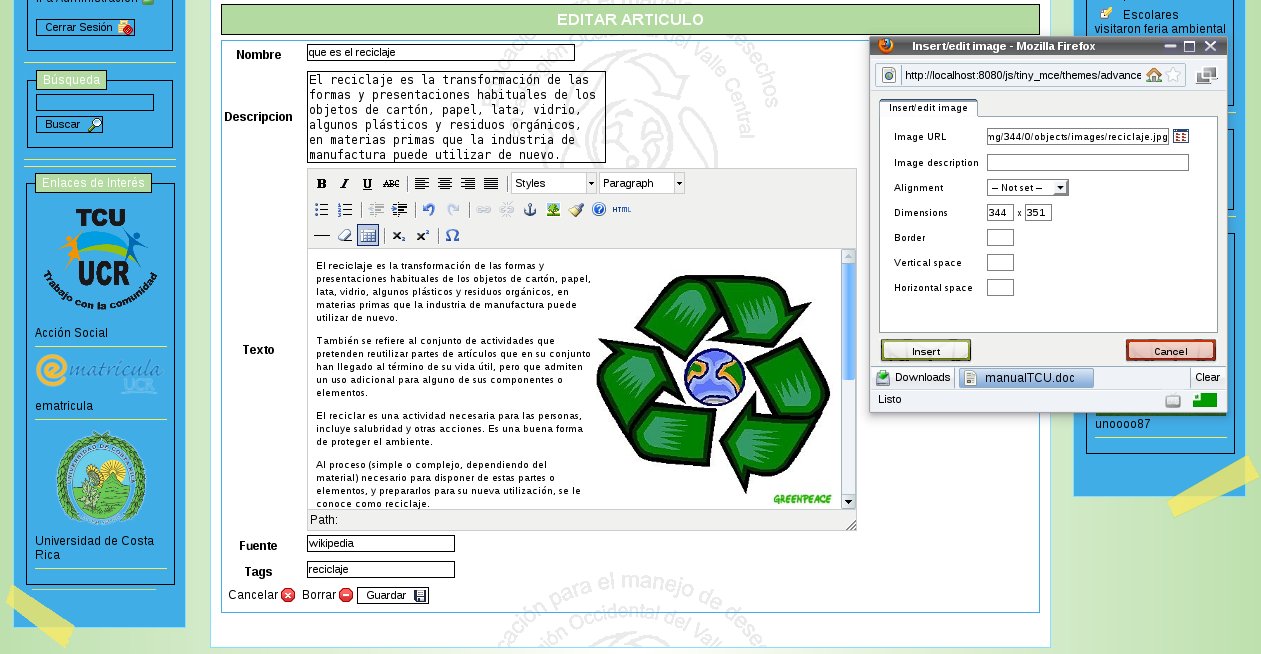 Cerrar Sesión
Búsqueda
Buscar
Enlaces de Interés
TCU
UCR
Trabajo con la comunidad
Acción Social
ematricula
UCR
ematricula
Universidad de Costa
Rica
EDITAR ARTICULO
Nombre
que es el reciclaje
Descripcion
El reciclaje es la transformación de las
formas y presentaciones habituales de los
objetos de cartón, papel, lata, vidrio,
algunos plásticos y residuos orgánicos,
en materias primas que la industria de
manufactura puede utilizar de nuevo.
Texto
B I U ABC Styles Paragraph
HTML
x₂ x² Ω
El reciclaje es la transformación de las formas y
presentaciones habituales de los objetos de cartón, papel,
lata, vidrio, algunos plásticos y residuos orgánicos, en
materias primas que la industria de manufactura puede
utilizar de nuevo.
También se refiere al conjunto de actividades que
pretenden reutilizar partes de artículos que en su conjunto
han llegado al término de su vida útil, pero que admiten
un uso adicional para alguno de sus componentes o
elementos.
El reciclar es una actividad necesaria para las personas,
incluye salubridad y otras acciones. Es una buena forma
de proteger el ambiente.
Al proceso (simple o complejo, dependiendo del
material) necesario para disponer de estas partes o
elementos, y prepararlos para su nueva utilización, se le
conoce como reciclaje.
GREENPEACE
Path:
Fuente
wikipedia
Tags
reciclaje
Cancelar Borrar Guardar
para el manejo de
Occidental del Valle
Escolares
visitaron feria ambiental
Insert/edit image - Mozilla Firefox
http://localhost:8080/js/tiny_mce/themes/advance
Insert/edit image
Image URL
mg/344/0/objects/images/reciclaje.jpg
Image description
Alignment
-- Not set --
Dimensions
344 x 351
Border
Vertical space
Horizontal space
Insert
Cancel
Downloads
manualTCU.doc
Clear
Listo
unoooo87